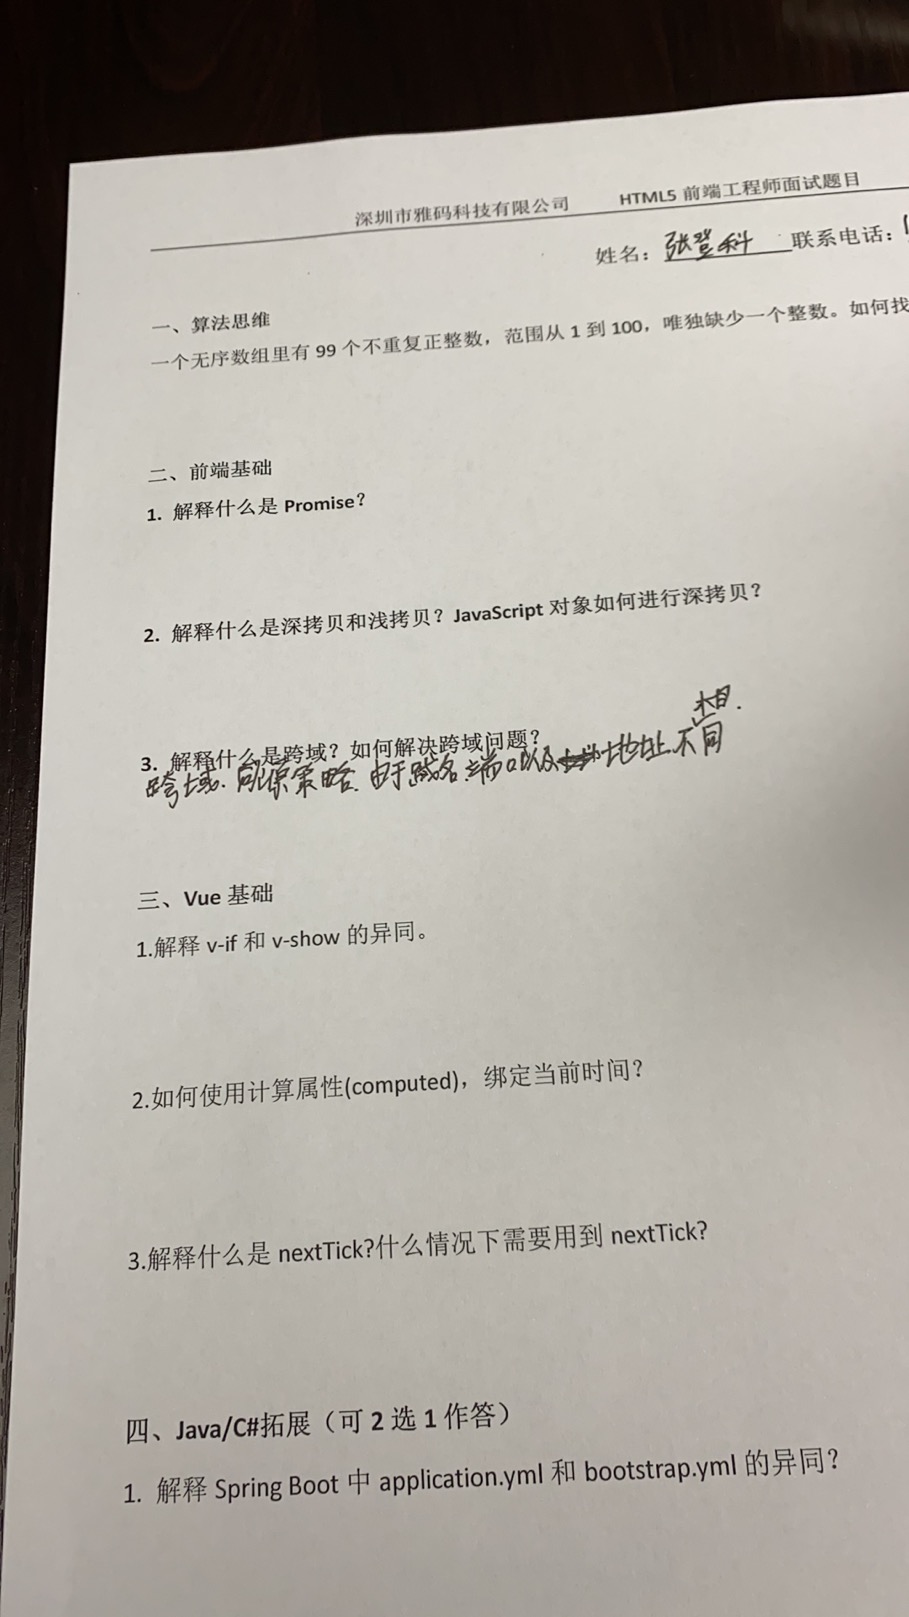 深圳市雅码科技有限公司 HTML5 前端工程师面试题目
姓名：张登科 联系电话：
一、算法思维
一个无序数组里有 99 个不重复正整数，范围从 1 到 100，唯独缺少一个整数。如何找
二、前端基础
1. 解释什么是 Promise？
2. 解释什么是深拷贝和浅拷贝？JavaScript 对象如何进行深拷贝？
3. 解释什么是跨域？如何解决跨域问题？
跨域. 同源策略. 由于域名.端口以及地址不相同.
三、Vue 基础
1.解释 v-if 和 v-show 的异同。
2.如何使用计算属性(computed)，绑定当前时间？
3.解释什么是 nextTick?什么情况下需要用到 nextTick?
四、Java/C#拓展（可 2 选 1 作答）
1. 解释 Spring Boot 中 application.yml 和 bootstrap.yml 的异同？